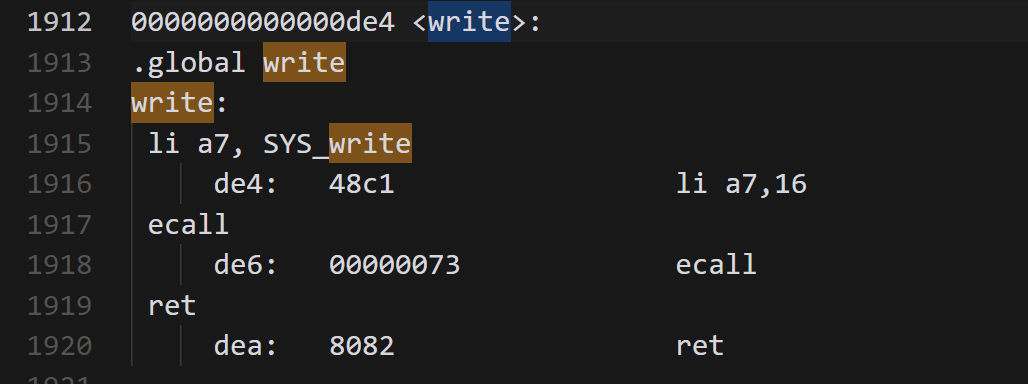 1912 0000000000000de4 <write>:
1913 .global write
1914 write:
1915 li a7, SYS_write
1916 de4: 48c1 li a7,16
1917 ecall
1918 de6: 00000073 ecall
1919 ret
1920 dea: 8082 ret